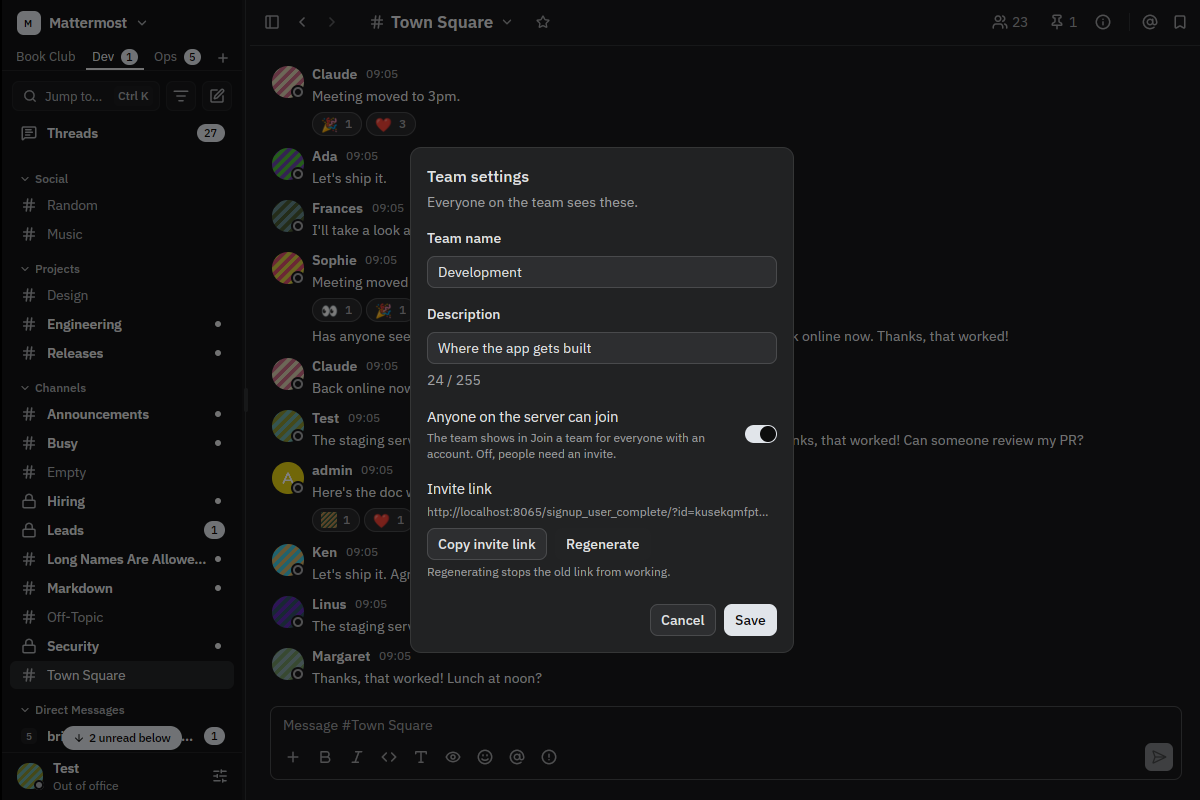 M Mattermost
Book Club Dev 1 Ops 5
Jump to... Ctrl K
Threads 27
Social
Random
Music
Projects
Design
Engineering
Releases
Channels
Announcements
Busy
Empty
Hiring
Leads 1
Long Names Are Allowe...
Markdown
Off-Topic
Security
Town Square
Direct Messages
5 ... 1
2 unread below
Test
Out of office
Town Square 23 1
Claude 09:05
Meeting moved to 3pm.
1 3
Ada 09:05
Let's ship it.
Frances 09:05
I'll take a look
Sophie 09:05
Meeting moved
1 1
Has anyone online now. Thanks, that worked!
Claude 09:05
Back online now
Test 09:05
The staging that worked! Can someone review my PR?
A admin 09:05
Here's the doc
1 1
Ken 09:05
Let's ship it.
Linus 09:05
The staging
Margaret 09:05
Thanks, that worked! Lunch at noon?
Message #Town Square
Team settings
Everyone on the team sees these.
Team name
Development
Description
Where the app gets built
24 / 255
Anyone on the server can join
The team shows in Join a team for everyone with an
account. Off, people need an invite.
Invite link
http://localhost:8065/signup_user_complete/?id=kusekqmfpt...
Copy invite link Regenerate
Regenerating stops the old link from working.
Cancel Save